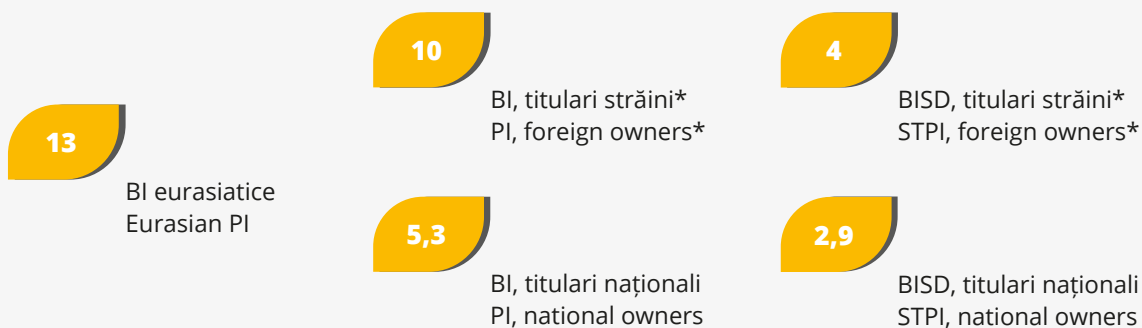 13
BI eurasiatice
Eurasian PI
10
BI, titulari străini*
PI, foreign owners*
5,3
BI, titulari naționali
PI, national owners
4
BISD, titulari străini*
STPI, foreign owners*
2,9
BISD, titulari naționali
STPI, national owners